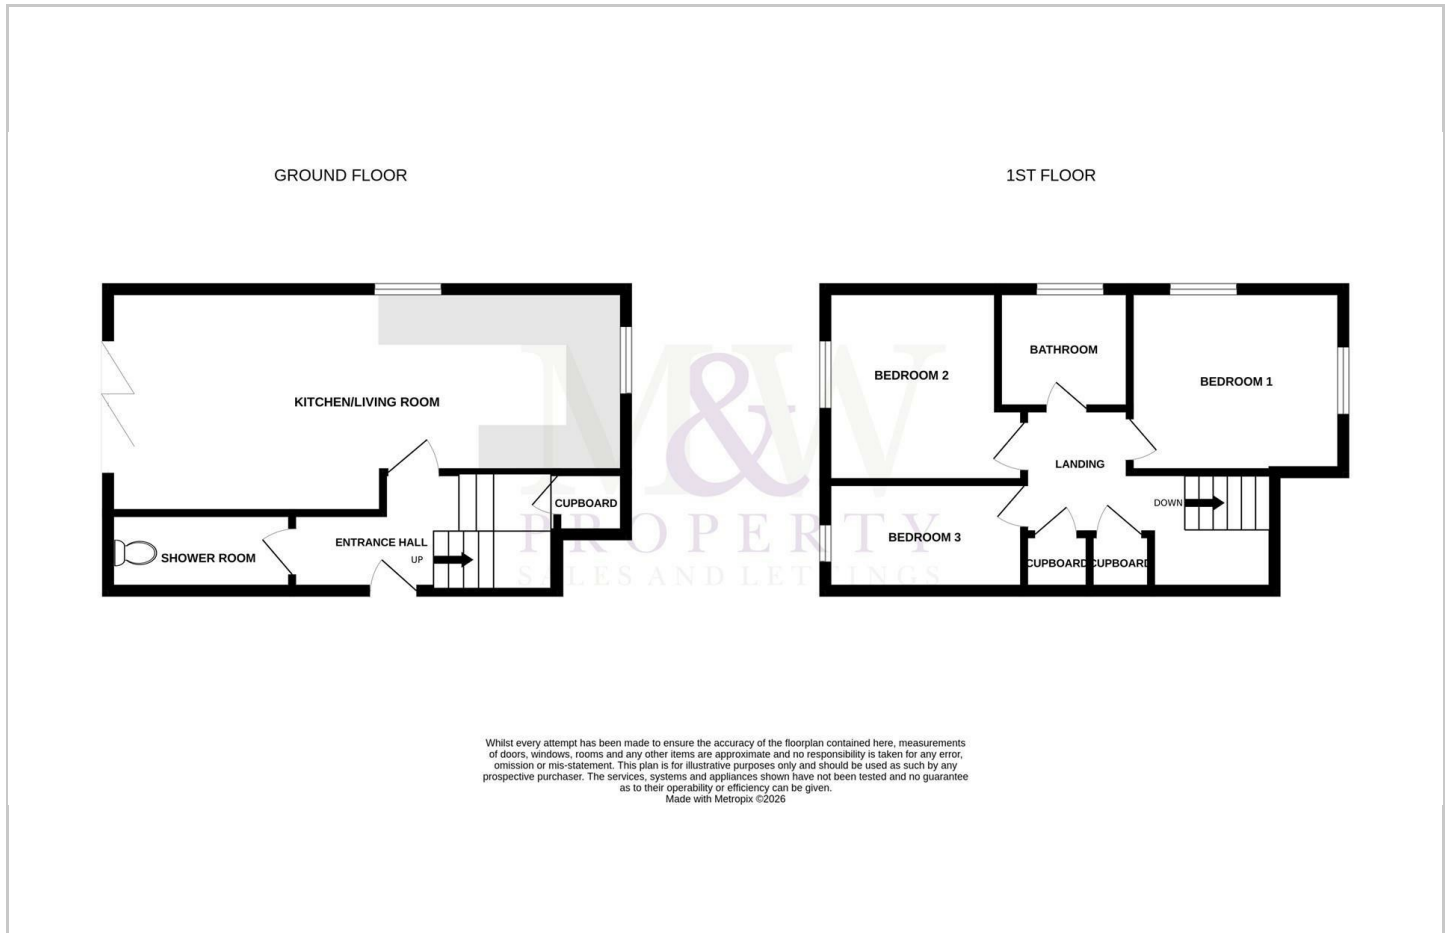 GROUND FLOOR
1ST FLOOR
KITCHEN/LIVING ROOM
CUPBOARD
SHOWER ROOM
ENTRANCE HALL
UP
BEDROOM 2
BATHROOM
BEDROOM 1
LANDING
DOWN
BEDROOM 3
CUPBOARD
CUPBOARD
M&W
PROPERTY
SALES AND LETTINGS
Whilst every attempt has been made to ensure the accuracy of the floorplan contained here, measurements
of doors, windows, rooms and any other items are approximate and no responsibility is taken for any error,
omission or mis-statement. This plan is for illustrative purposes only and should be used as such by any
prospective purchaser. The services, systems and appliances shown have not been tested and no guarantee
as to their operability or efficiency can be given.
Made with Metropix ©2026